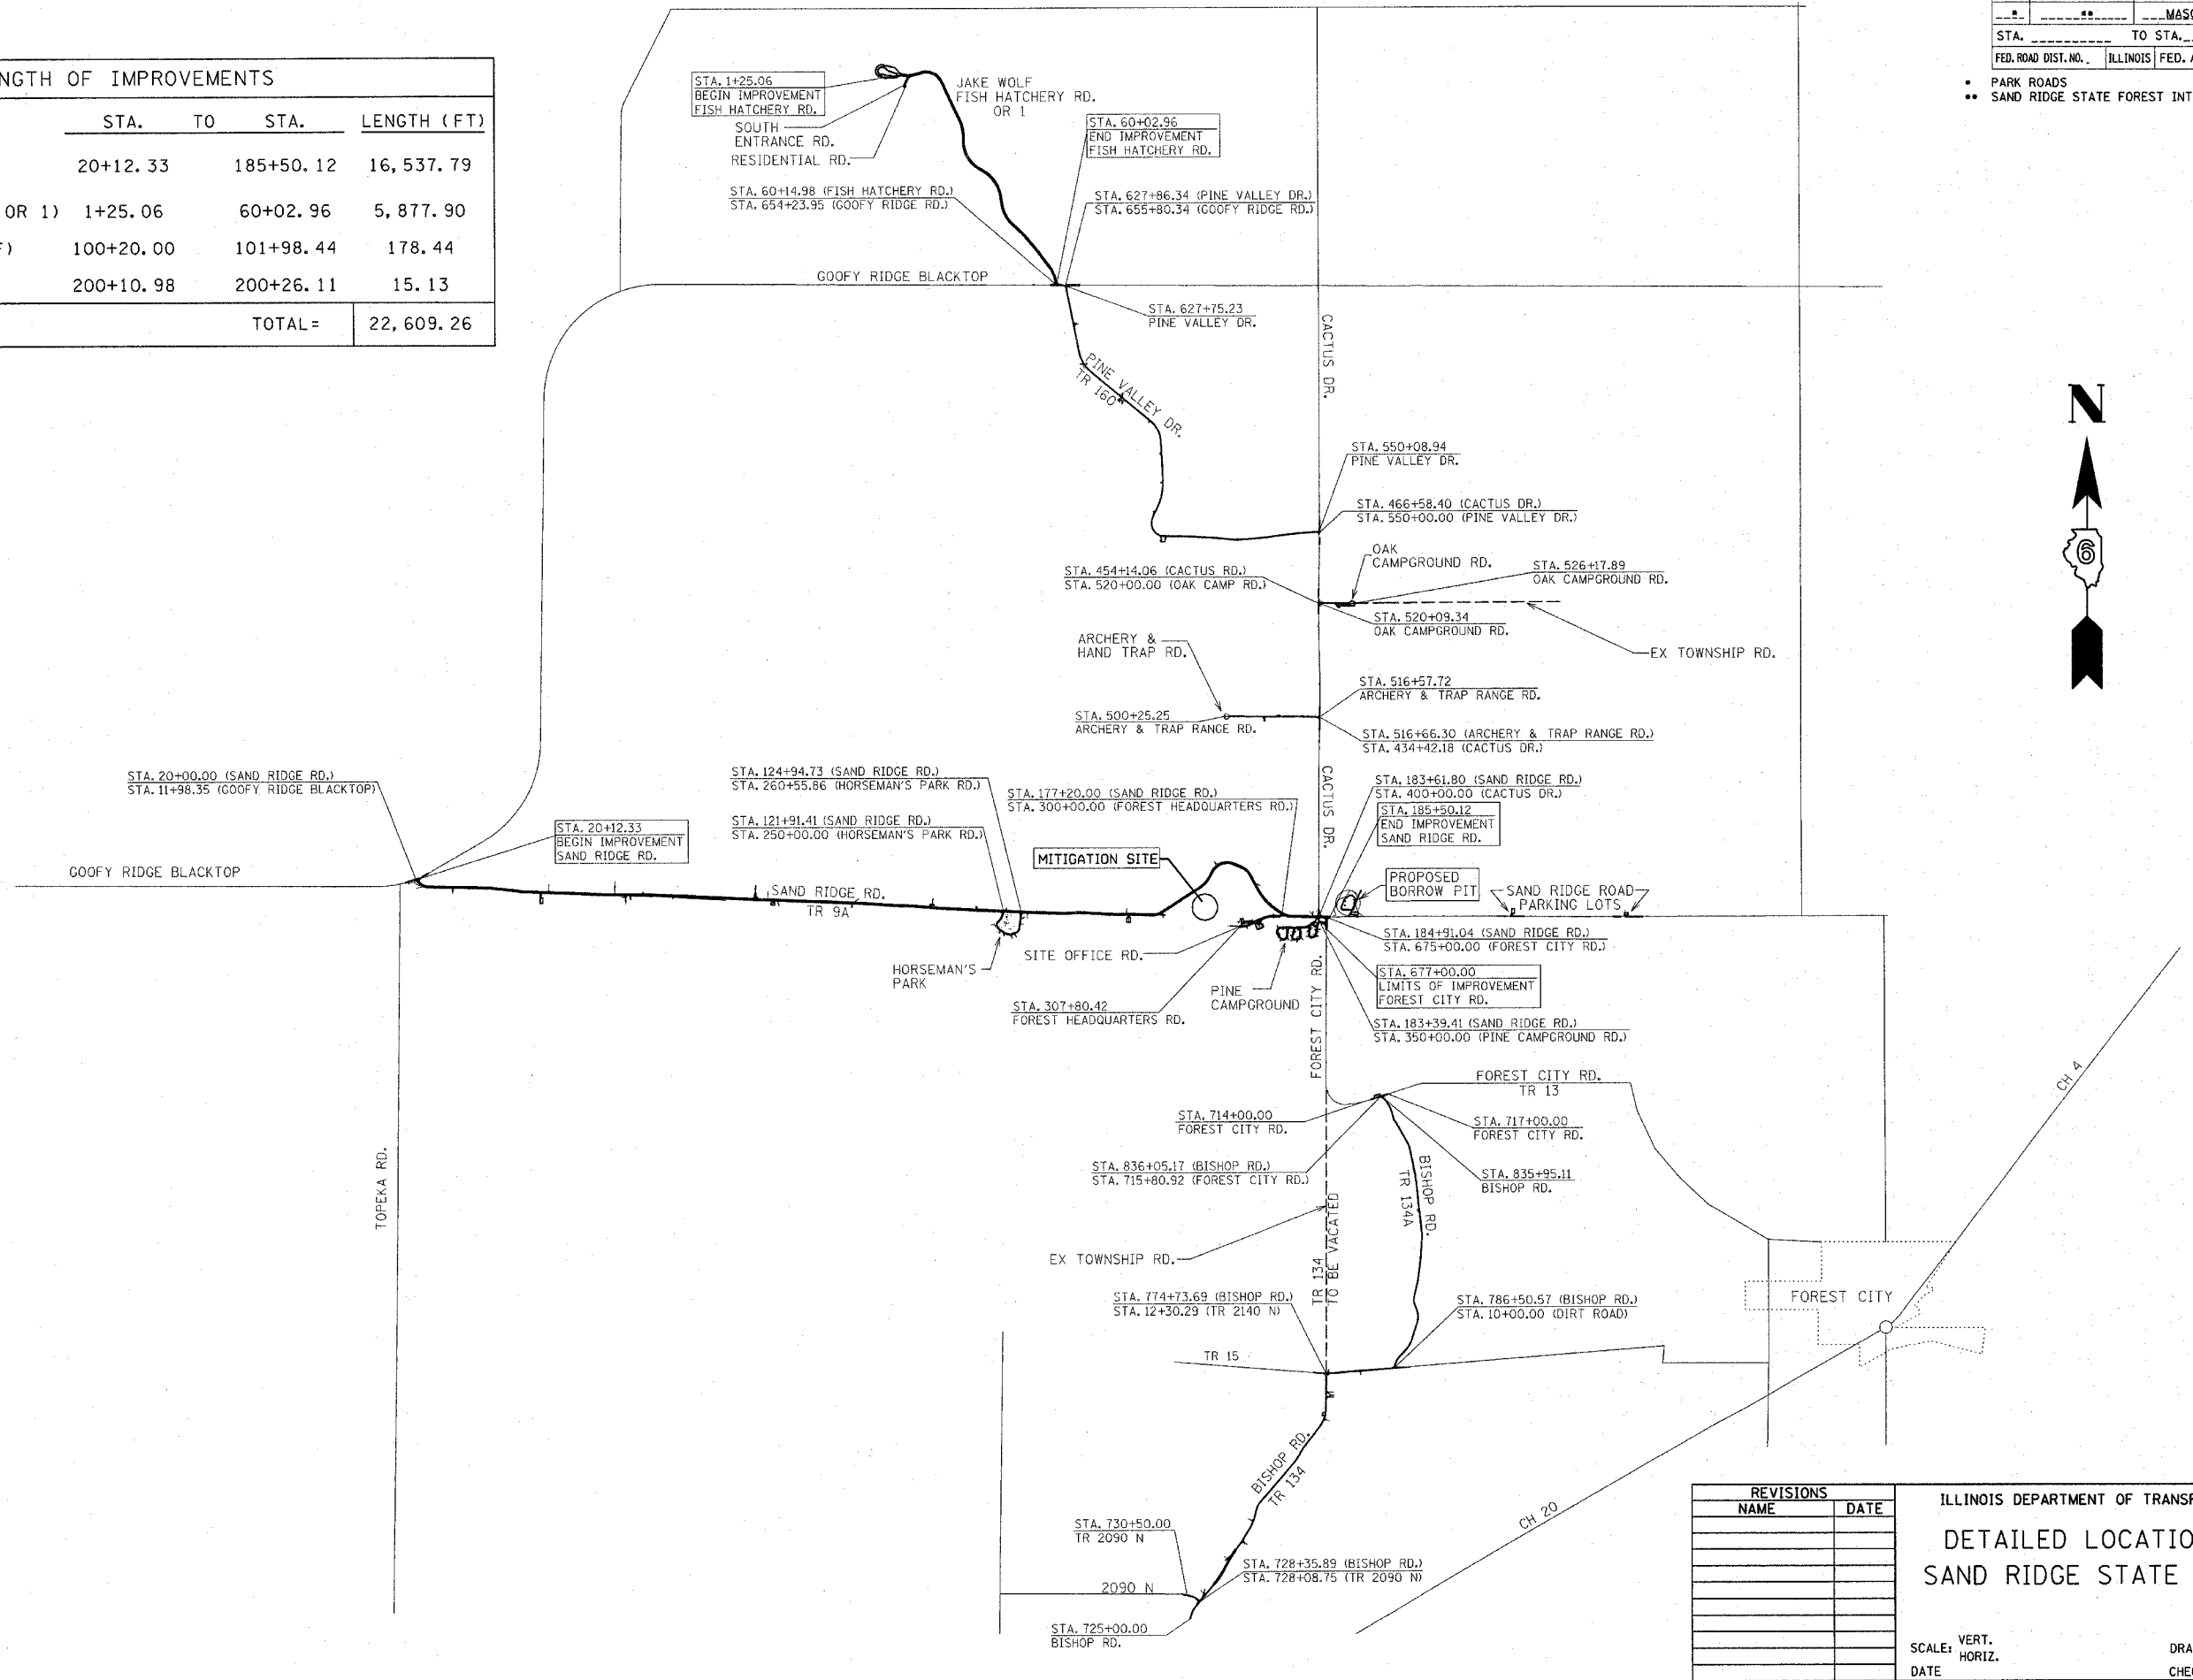 NGTH OF IMPROVEMENTS
STA. TO STA. LENGTH (FT)
20+12.33 185+50.12 16,537.79
OR 1) 1+25.06 60+02.96 5,877.90
100+20.00 101+98.44 178.44
200+10.98 200+26.11 15.13
TOTAL= 22,609.26
STA. TO STA.
FED. ROAD DIST. NO. ILLINOIS FED.
• PARK ROADS
•• SAND RIDGE STATE FOREST INT
STA. 1+25.06
BEGIN IMPROVEMENT
FISH HATCHERY RD.
SOUTH
ENTRANCE RD.
RESIDENTIAL RD.
JAKE WOLF
FISH HATCHERY RD.
OR 1
STA. 60+02.96
END IMPROVEMENT
FISH HATCHERY RD.
STA. 60+14.98 (FISH HATCHERY RD.)
STA. 654+23.95 (GOOFY RIDGE RD.)
STA. 627+86.34 (PINE VALLEY DR.)
STA. 655+80.34 (GOOFY RIDGE RD.)
GOOFY RIDGE BLACKTOP
STA. 627+75.23
PINE VALLEY DR.
CACTUS DR.
PINE VALLEY DR.
TR 160
N
6
STA. 550+08.94
PINE VALLEY DR.
STA. 466+58.40 (CACTUS DR.)
STA. 550+00.00 (PINE VALLEY DR.)
OAK
CAMPGROUND RD.
STA. 454+14.06 (CACTUS RD.)
STA. 520+00.00 (OAK CAMP RD.)
STA. 526+17.89
OAK CAMPGROUND RD.
STA. 520+09.34
OAK CAMPGROUND RD.
EX TOWNSHIP RD.
ARCHERY &
HAND TRAP RD.
STA. 516+57.72
ARCHERY & TRAP RANGE RD.
STA. 500+25.25
ARCHERY & TRAP RANGE RD.
STA. 516+66.30 (ARCHERY & TRAP RANGE RD.)
STA. 434+42.18 (CACTUS DR.)
STA. 20+00.00 (SAND RIDGE RD.)
STA. 11+98.35 (GOOFY RIDGE BLACKTOP)
STA. 124+94.73 (SAND RIDGE RD.)
STA. 260+55.86 (HORSEMAN'S PARK RD.)
STA. 177+20.00 (SAND RIDGE RD.)
STA. 300+00.00 (FOREST HEADQUARTERS RD.)
CACTUS DR.
STA. 183+61.80 (SAND RIDGE RD.)
STA. 400+00.00 (CACTUS DR.)
STA. 185+50.12
END IMPROVEMENT
SAND RIDGE RD.
STA. 20+12.33
BEGIN IMPROVEMENT
SAND RIDGE RD.
STA. 121+91.41 (SAND RIDGE RD.)
STA. 250+00.00 (HORSEMAN'S PARK RD.)
MITIGATION SITE
GOOFY RIDGE BLACKTOP
SAND RIDGE RD.
TR 9A
PROPOSED
BORROW PIT
SAND RIDGE ROAD
PARKING LOTS
STA. 184+91.04 (SAND RIDGE RD.)
STA. 675+00.00 (FOREST CITY RD.)
SITE OFFICE RD.
HORSEMAN'S
PARK
PINE
CAMPGROUND
FOREST CITY RD.
STA. 677+00.00
LIMITS OF IMPROVEMENT
FOREST CITY RD.
STA. 307+80.42
FOREST HEADQUARTERS RD.
STA. 183+39.41 (SAND RIDGE RD.)
STA. 350+00.00 (PINE CAMPGROUND RD.)
FOREST CITY RD.
TR 13
CH 4
STA. 714+00.00
FOREST CITY RD.
STA. 717+00.00
FOREST CITY RD.
TOPEKA RD.
STA. 836+05.17 (BISHOP RD.)
STA. 715+80.92 (FOREST CITY RD.)
STA. 835+95.11
BISHOP RD.
BISHOP RD.
TR 134A
EX TOWNSHIP RD.
TR 134
TO BE VACATED
STA. 774+73.69 (BISHOP RD.)
STA. 12+30.29 (TR 2140 N)
STA. 786+50.57 (BISHOP RD.)
STA. 10+00.00 (DIRT ROAD)
FOREST CITY
TR 15
BISHOP RD.
TR 134
CH 20
STA. 730+50.00
TR 2090 N
STA. 728+35.89 (BISHOP RD.)
STA. 728+08.75 (TR 2090 N)
2090 N
STA. 725+00.00
BISHOP RD.
REVISIONS
NAME DATE
ILLINOIS DEPARTMENT OF TRANSP
DETAILED LOCATIO
SAND RIDGE STATE
SCALE: VERT.
HORIZ.
DRA
DATE CHE